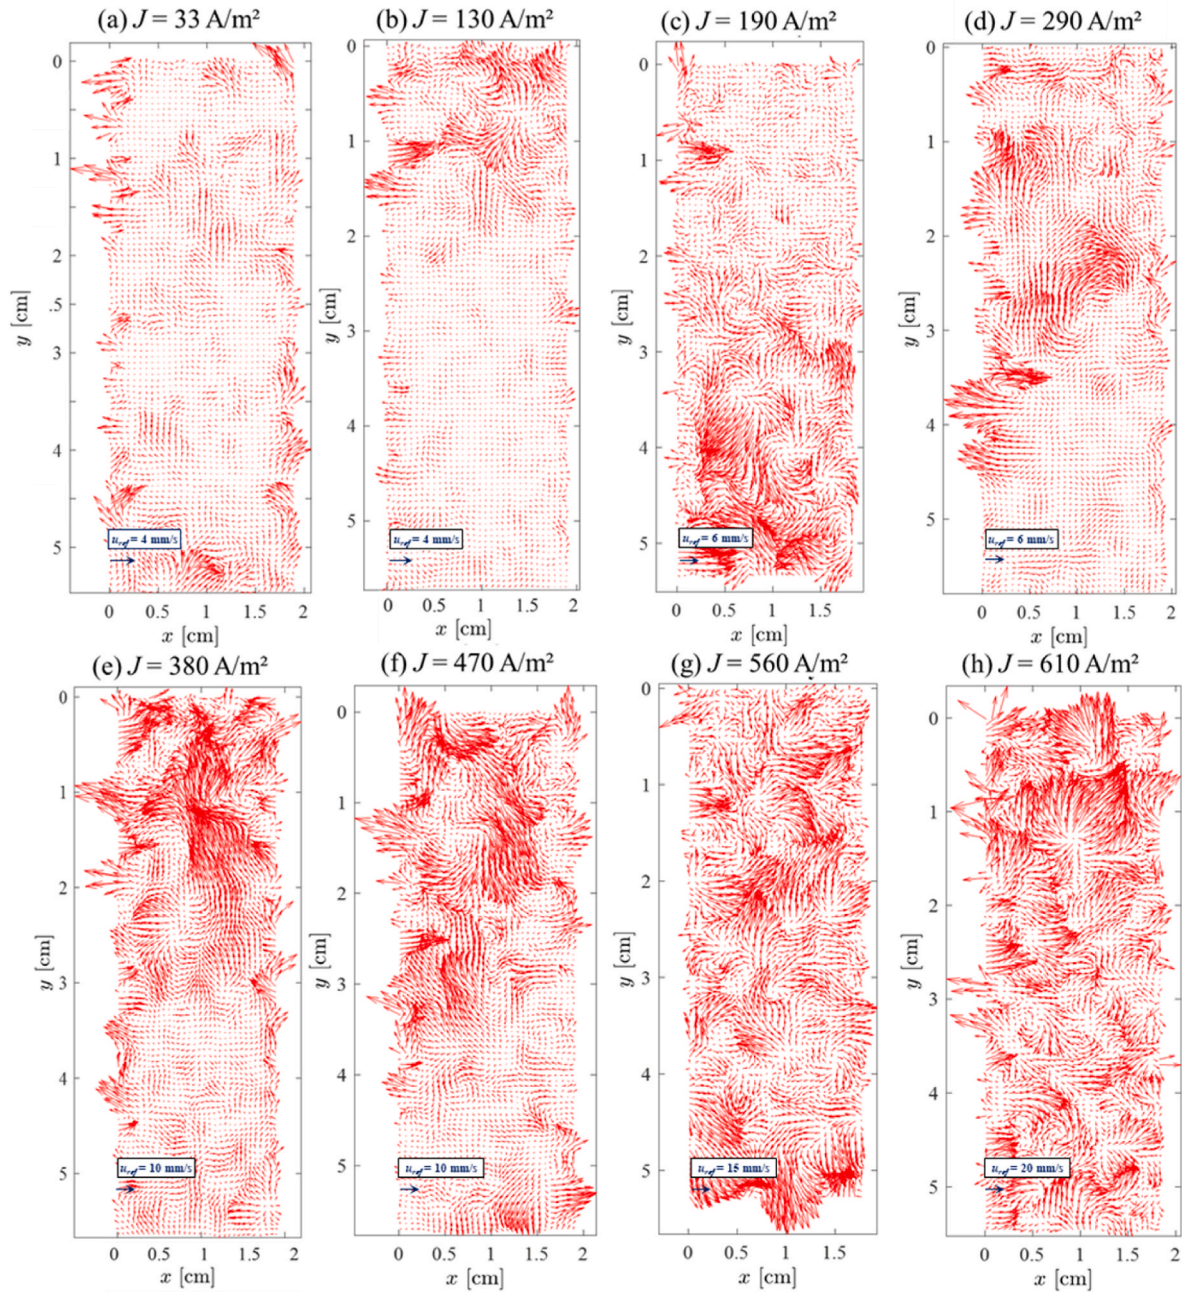 (a) J = 33 A/m²
(b) J = 130 A/m²
(c) J = 190 A/m²
(d) J = 290 A/m²
0
1
2
.5
3
4
5
y [cm]
u_ref = 4 mm/s
0 0.5 1 1.5 2
x [cm]
0
1
2
3
4
5
y [cm]
u_ref = 4 mm/s
0 0.5 1 1.5 2
x [cm]
0
1
2
3
4
5
y [cm]
u_ref = 6 mm/s
0 0.5 1 1.5
x [cm]
0
1
2
3
4
5
y [cm]
u_ref = 6 mm/s
0 0.5 1 1.5 2
x [cm]
(e) J = 380 A/m²
(f) J = 470 A/m²
(g) J = 560 A/m²
(h) J = 610 A/m²
0
1
2
3
4
5
y [cm]
u_ref = 10 mm/s
0 0.5 1 1.5 2
x [cm]
0
1
2
3
4
5
y [cm]
u_ref = 10 mm/s
0 0.5 1 1.5 2
x [cm]
0
1
2
3
4
5
y [cm]
u_ref = 15 mm/s
0 0.5 1 1.5
x [cm]
0
1
2
3
4
5
y [cm]
u_ref = 20 mm/s
0 0.5 1 1.5 2
x [cm]